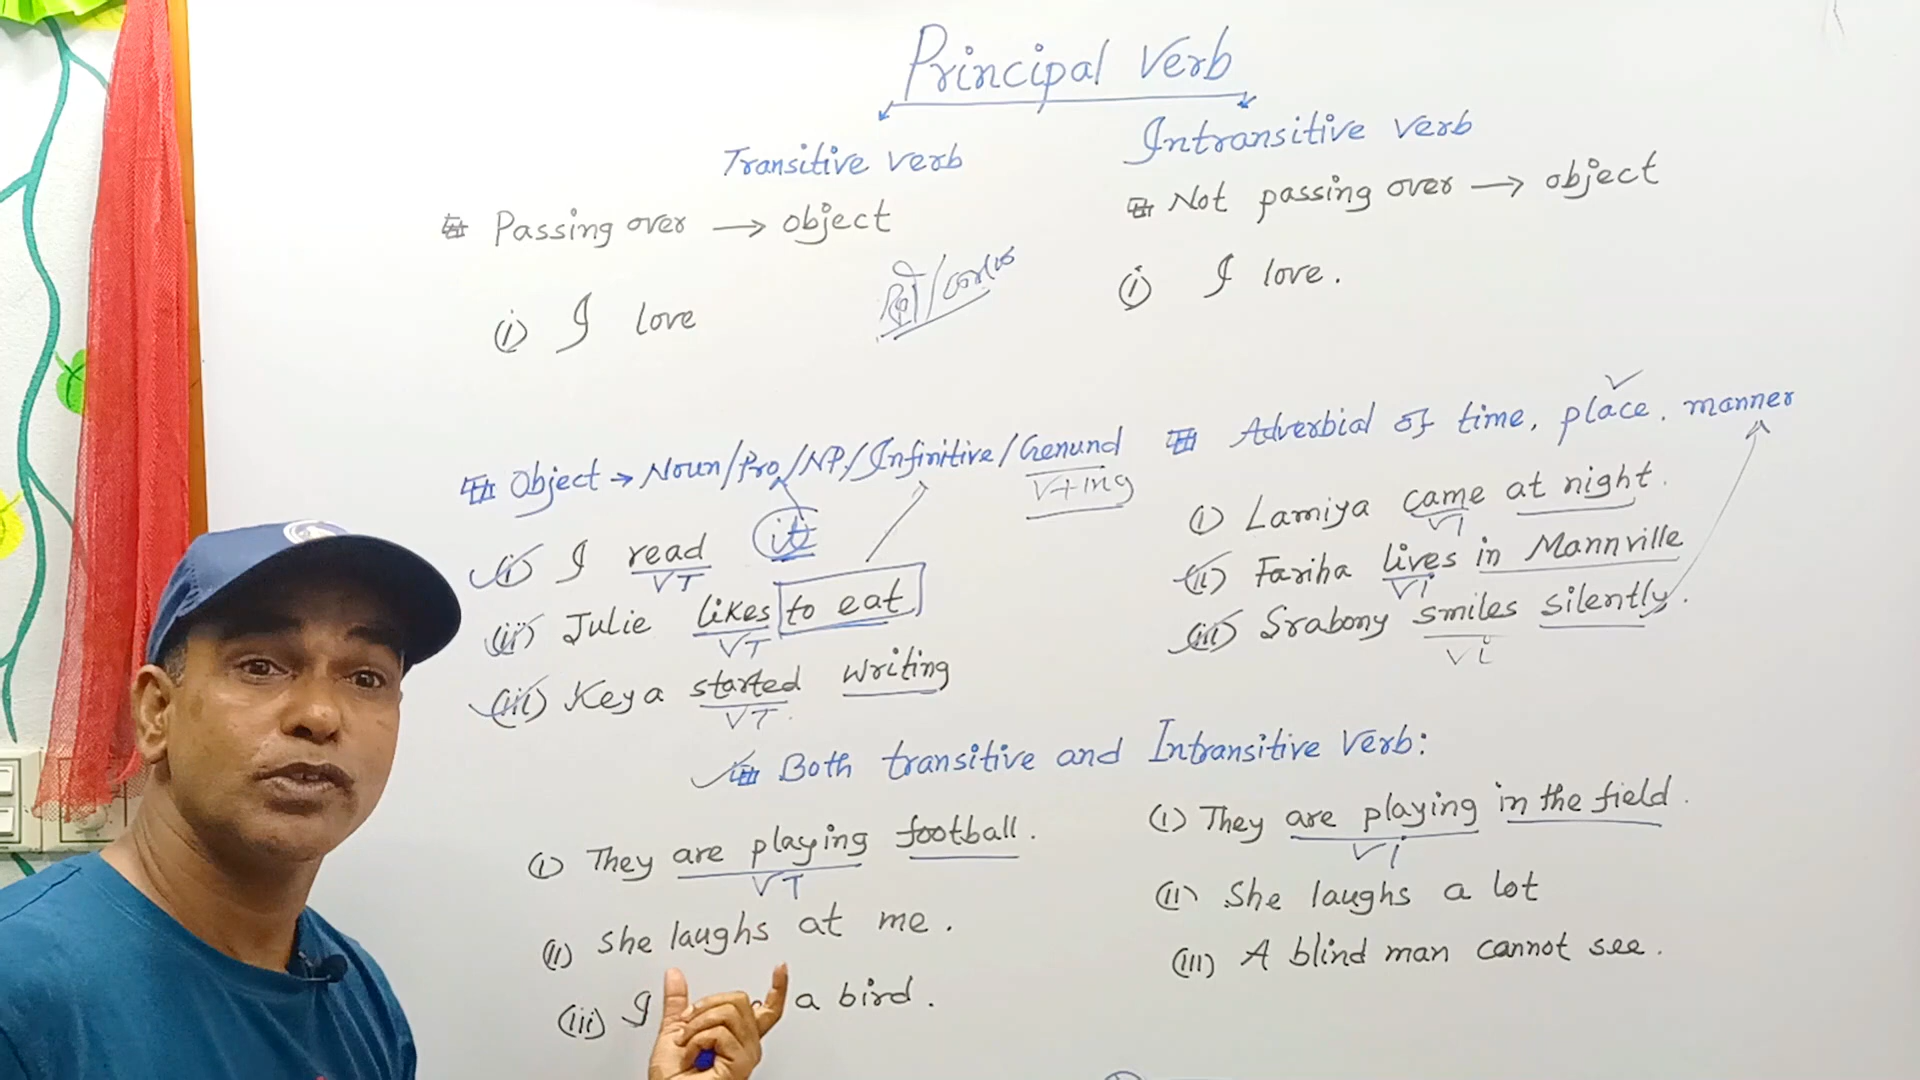 Principal Verb
Transitive verb
Passing over → object
(i) I love
Object → Noun/Pro/NP/Infinitive/Gerund
V+ing
(i) I read it
VT
(ii) Julie likes to eat
VT
(iii) Keya started writing
VT
Intransitive verb
Not passing over → object
(i) I love.
Adverbial of time, place, manner
(i) Lamiya came at night.
Vi
(ii) Fariha lives in Mannville
Vi
(iii) Srabony smiles silently.
Vi
Both transitive and Intransitive Verb:
(i) They are playing football.
VT
(ii) She laughs at me.
(iii) I a bird.
(i) They are playing in the field.
Vi
(ii) She laughs a lot
(iii) A blind man cannot see.